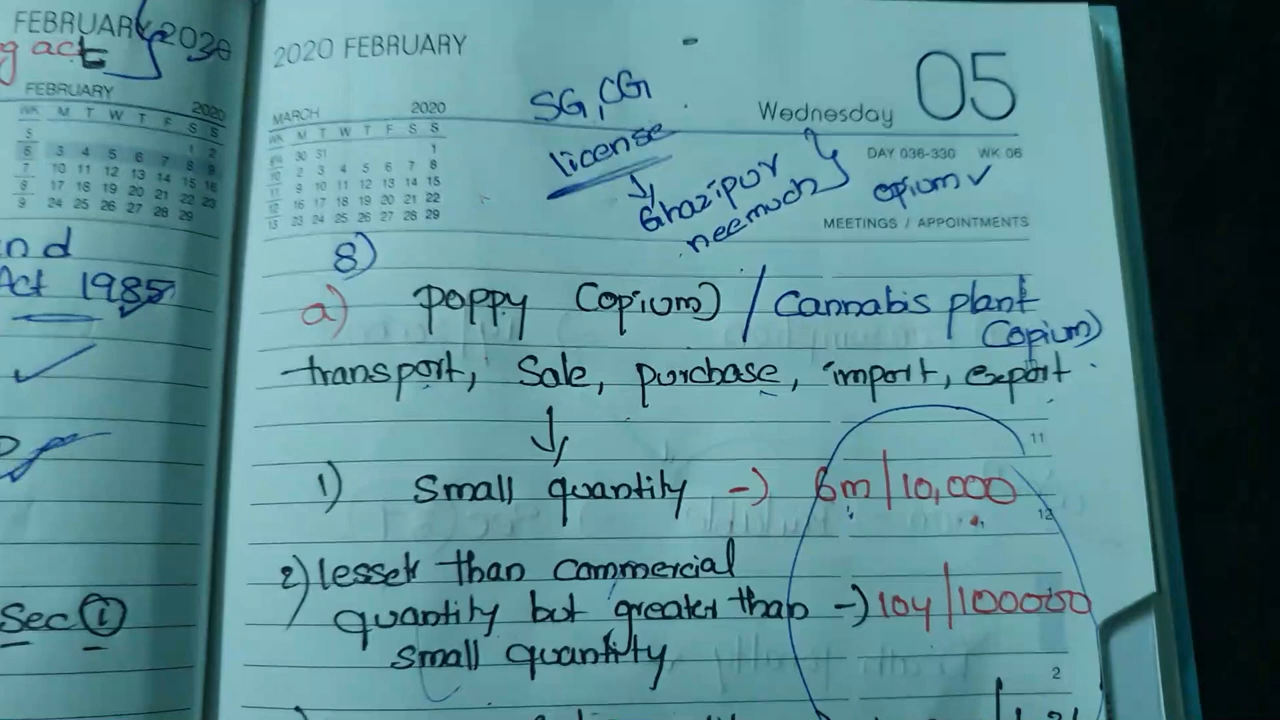 FEBRUARY 2020
g act
FEBRUARY 2020
WK M T W T F S S
5 1 2
6 3 4 5 6 7 8 9
7 10 11 12 13 14 15 16
8 17 18 19 20 21 22 23
9 24 25 26 27 28 29
nd
Act 1985
Sec 1
2020 FEBRUARY
MARCH 2020
WK M T W T F S S
30 31 1
2 3 4 5 6 7 8
9 10 11 12 13 14 15
16 17 18 19 20 21 22
23 24 25 26 27 28 29
SG, CG
license
Ghazipur
neemuch
Wednesday 05
DAY 036-330 WK 06
opium ✓
MEETINGS / APPOINTMENTS
8)
a) poppy (opium) / Cannabis plant
(opium)
transport, Sale, purchase, import, export
11
1) Small quantity -> 6m / 10,000
12
2) lesser than commercial
quantity but greater than -> 10y / 100000
small quantity
2